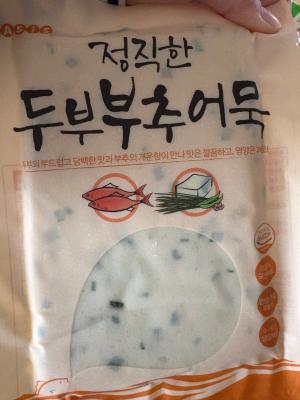 Asie
정직한
두부부추어묵
두부의 부드럽고 담백한 맛과 부추의 개운함이 만나 맛은 깔끔하고, 영양은